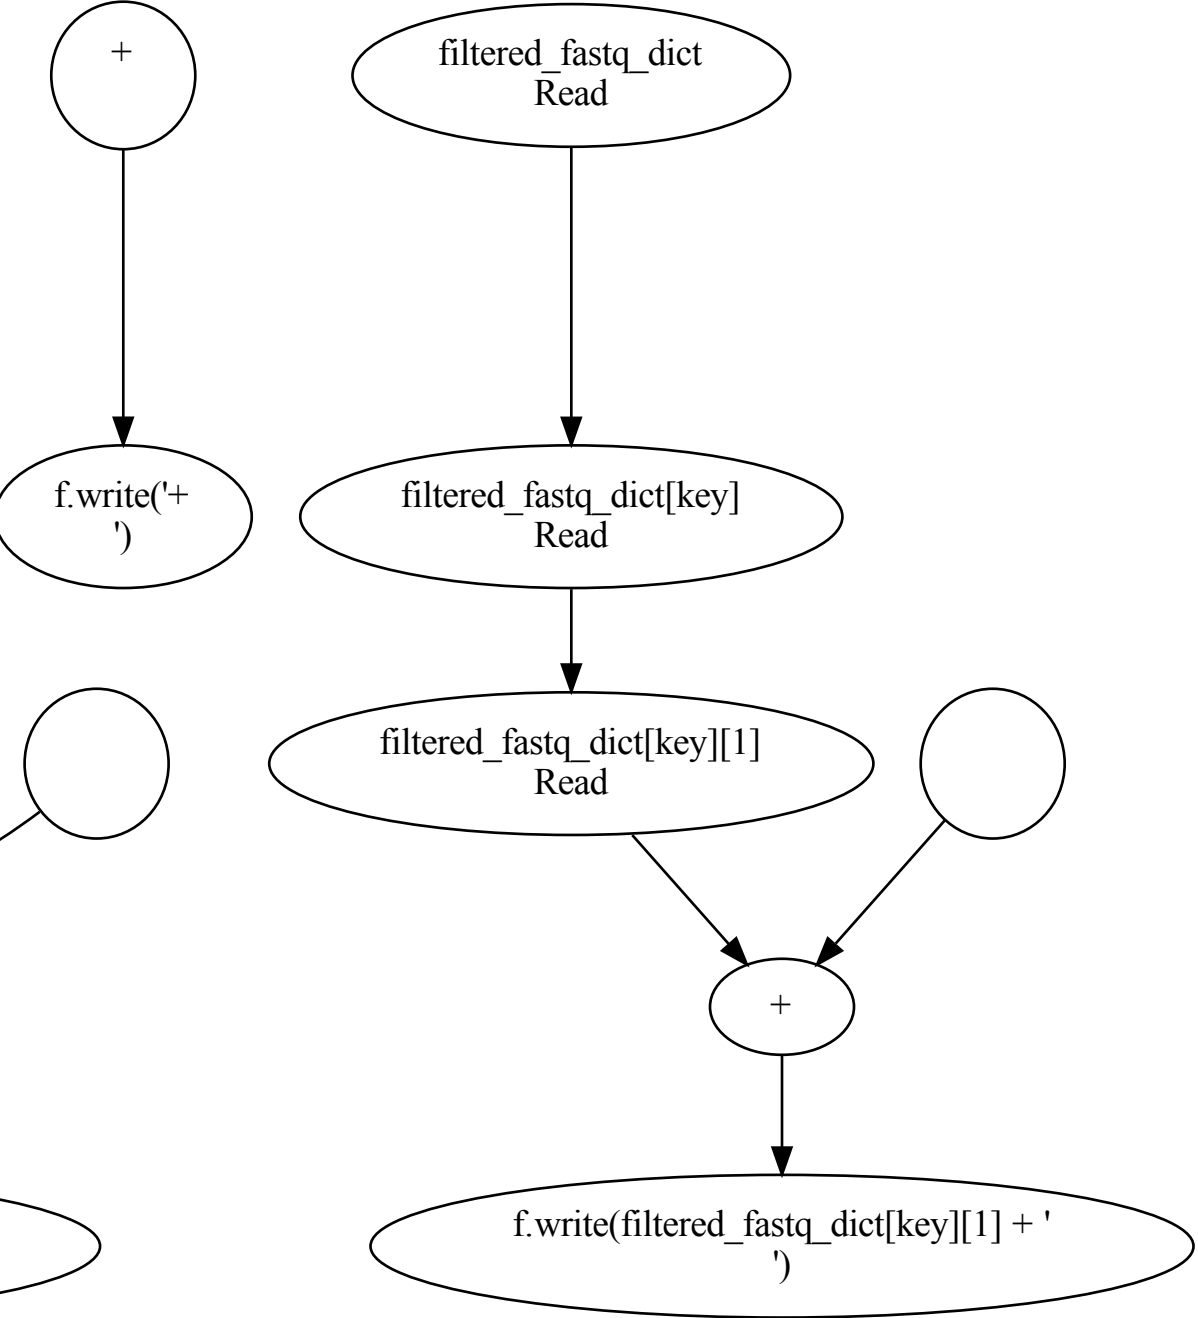 +
filtered_fastq_dict
Read
f.write('+
')
filtered_fastq_dict[key]
Read
filtered_fastq_dict[key][1]
Read
+
f.write(filtered_fastq_dict[key][1] + '
')